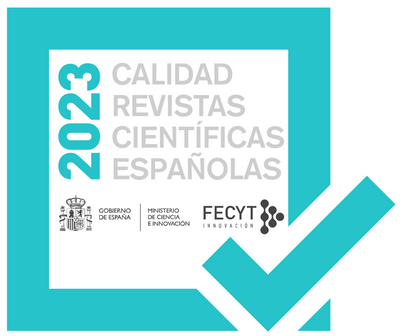 2023
CALIDAD
REVISTAS
CIENTÍFICAS
ESPAÑOLAS
GOBIERNO
DE ESPAÑA
MINISTERIO
DE CIENCIA
E INNOVACIÓN
FECYT
INNOVACIÓN